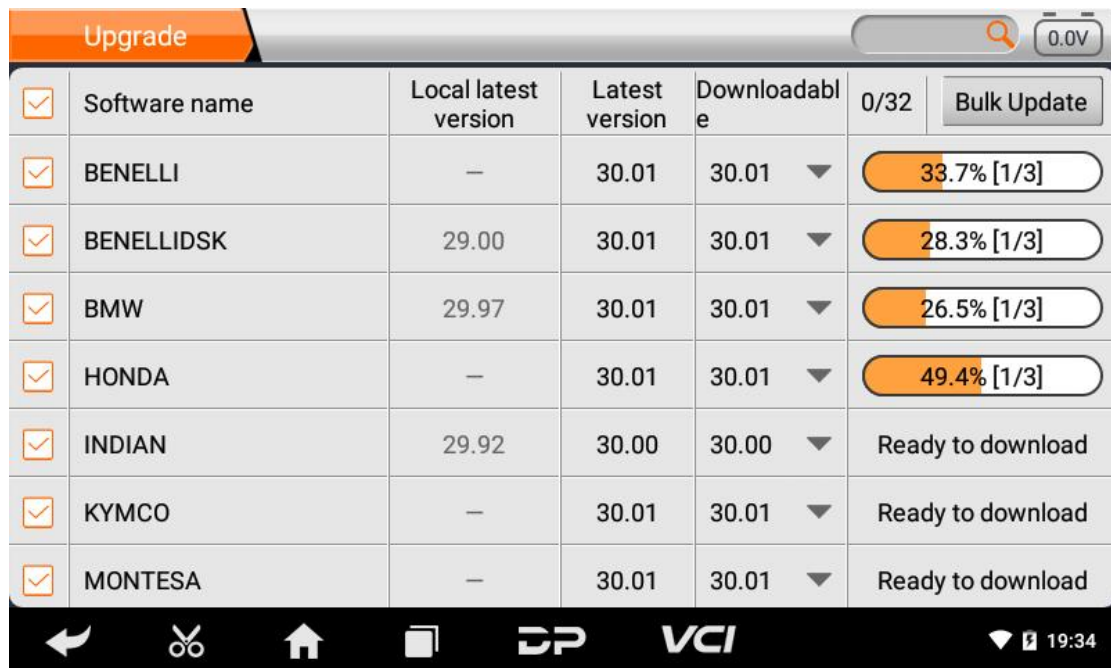 Upgrade
0.0V
Software name
Local latest
version
Latest
version
Downloadabl
e
0/32
Bulk Update
BENELLI — 30.01 30.01 33.7% [1/3]
BENELLIDSK 29.00 30.01 30.01 28.3% [1/3]
BMW 29.97 30.01 30.01 26.5% [1/3]
HONDA — 30.01 30.01 49.4% [1/3]
INDIAN 29.92 30.00 30.00 Ready to download
KYMCO — 30.01 30.01 Ready to download
MONTESA — 30.01 30.01 Ready to download
DP VCI 19:34